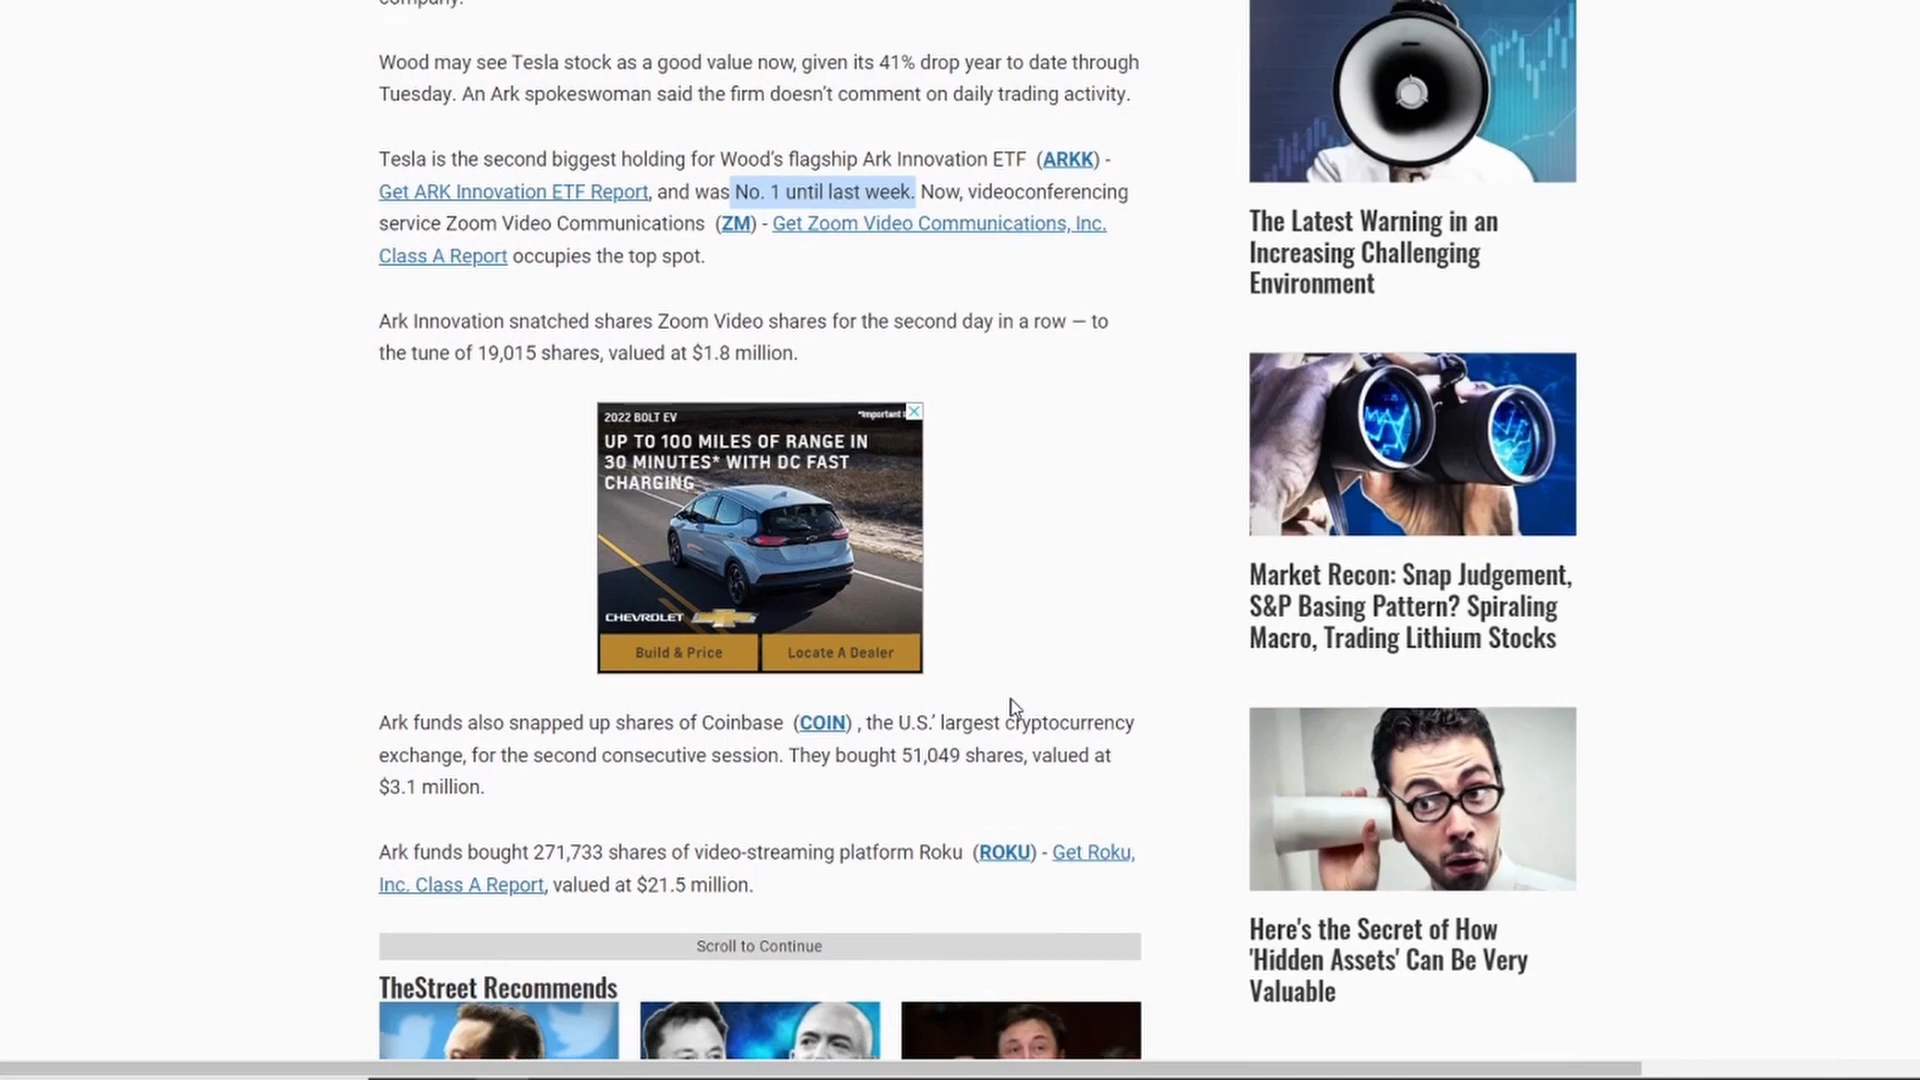 company.
Wood may see Tesla stock as a good value now, given its 41% drop year to date through
Tuesday. An Ark spokeswoman said the firm doesn’t comment on daily trading activity.
Tesla is the second biggest holding for Wood’s flagship Ark Innovation ETF (ARKK) -
Get ARK Innovation ETF Report, and was No. 1 until last week. Now, videoconferencing
service Zoom Video Communications (ZM) - Get Zoom Video Communications, Inc.
Class A Report occupies the top spot.
Ark Innovation snatched shares Zoom Video shares for the second day in a row — to
the tune of 19,015 shares, valued at $1.8 million.
2022 BOLT EV
*Important
UP TO 100 MILES OF RANGE IN
30 MINUTES* WITH DC FAST
CHARGING
CHEVROLET
Build & Price
Locate A Dealer
Ark funds also snapped up shares of Coinbase (COIN) , the U.S.’ largest cryptocurrency
exchange, for the second consecutive session. They bought 51,049 shares, valued at
$3.1 million.
Ark funds bought 271,733 shares of video-streaming platform Roku (ROKU) - Get Roku,
Inc. Class A Report, valued at $21.5 million.
Scroll to Continue
TheStreet Recommends
The Latest Warning in an
Increasing Challenging
Environment
Market Recon: Snap Judgement,
S&P Basing Pattern? Spiraling
Macro, Trading Lithium Stocks
Here's the Secret of How
'Hidden Assets' Can Be Very
Valuable